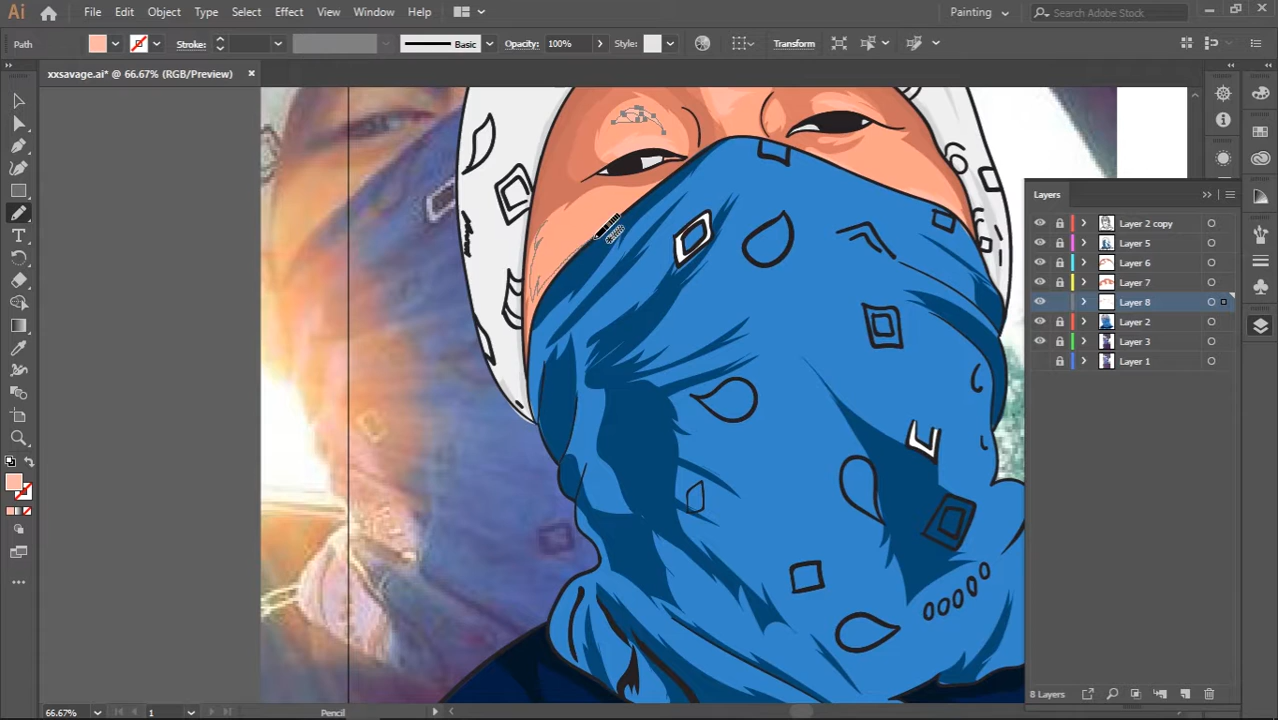 Ai File Edit Object Type Select Effect View Window Help Painting Search Adobe Stock
Path Stroke: Basic Opacity: 100% Style: Transform
xxsavage.ai* @ 66.67% (RGB/Preview)
Layers
Layer 2 copy
Layer 5
Layer 6
Layer 7
Layer 8
Layer 2
Layer 3
Layer 1
8 Layers
66.67% 1 Pencil